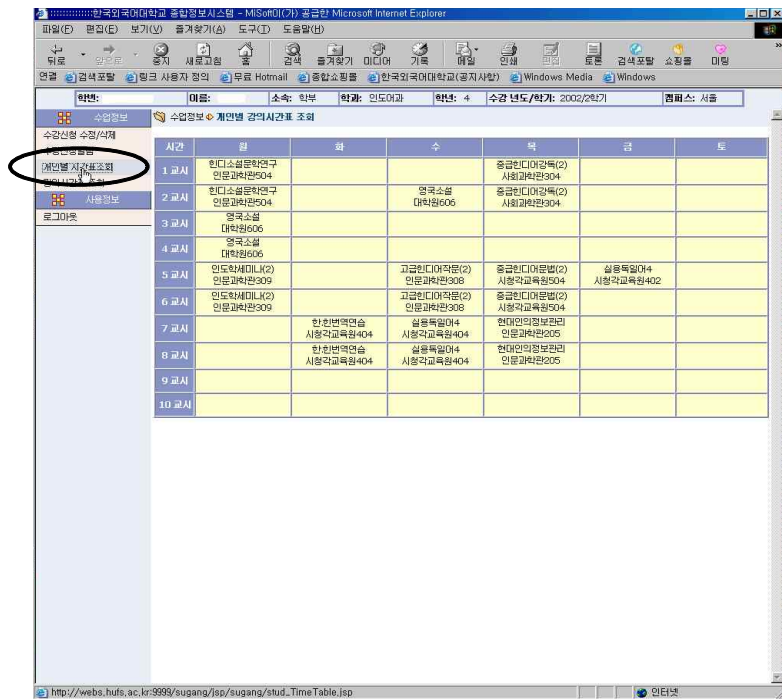 :::::::::::::한국외국어대학교 종합정보시스템 - MiSoft이(가) 공급한 Microsoft Internet Explorer
파일(F) 편집(E) 보기(V) 즐겨찾기(A) 도구(T) 도움말(H)
뒤로 앞으로 중지 새로고침 홈 검색 즐겨찾기 미디어 기록 메일 인쇄 편집 토론 검색포탈 쇼핑몰 미팅
연결 검색포탈 링크 사용자 정의 무료 Hotmail 종합쇼핑몰 한국외국어대학교(공지사항) Windows Media Windows
학번: 이름: 소속: 학부 학과: 인도어과 학년: 4 수강 년도/학기: 2002/2학기 캠퍼스: 서울
수업정보
수강신청 수정/삭제
개인별 시간표조회
사용정보
로그아웃
수업정보 개인별 강의시간표 조회
시간 월 화 수 목 금 토
1 교시 힌디소설문학연구 중급힌디어강독(2)
인문과학관504 사회과학관304
2 교시 힌디소설문학연구 영국소설 중급힌디어강독(2)
인문과학관504 대학원606 사회과학관304
3 교시 영국소설
대학원606
4 교시 영국소설
대학원606
5 교시 인도학세미나(2) 고급힌디어작문(2) 중급힌디어문법(2) 실용독일어4
인문과학관309 인문과학관308 시청각교육원504 시청각교육원402
6 교시 인도학세미나(2) 고급힌디어작문(2) 중급힌디어문법(2)
인문과학관309 인문과학관308 시청각교육원504
7 교시 한.힌번역연습 실용독일어4 현대인의정보관리
시청각교육원404 시청각교육원404 인문과학관205
8 교시 한.힌번역연습 실용독일어4 현대인의정보관리
시청각교육원404 시청각교육원404 인문과학관205
9 교시
10 교시
http://webs.hufs.ac.kr:9999/sugang/jsp/sugang/stud_TimeTable.jsp 인터넷